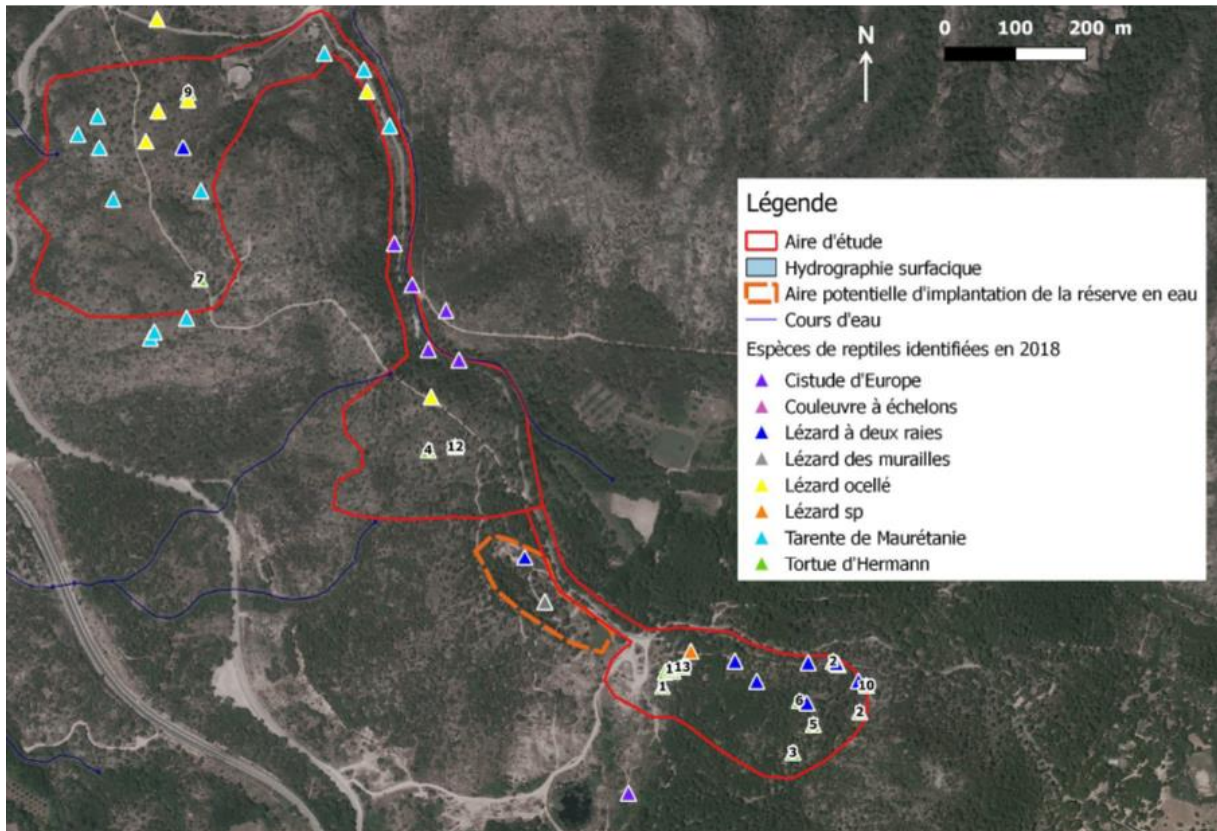 0 100 200 m
N
9
7
4 12
1 13
1
2
10
6
2
5
3
Légende
Aire d'étude
Hydrographie surfacique
Aire potentielle d'implantation de la réserve en eau
Cours d'eau
Espèces de reptiles identifiées en 2018
Cistude d'Europe
Couleuvre à échelons
Lézard à deux raies
Lézard des murailles
Lézard ocellé
Lézard sp
Tarente de Maurétanie
Tortue d'Hermann